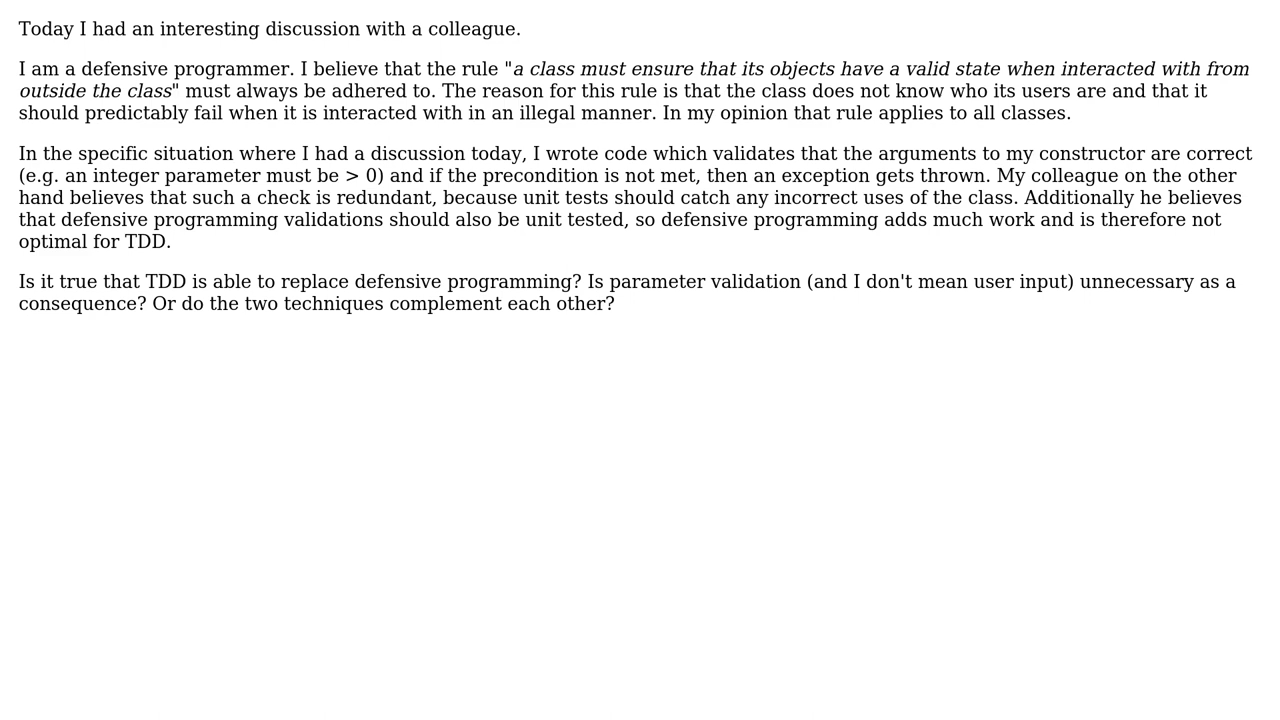 Today I had an interesting discussion with a colleague.
I am a defensive programmer. I believe that the rule "a class must ensure that its objects have a valid state when interacted with from
outside the class" must always be adhered to. The reason for this rule is that the class does not know who its users are and that it
should predictably fail when it is interacted with in an illegal manner. In my opinion that rule applies to all classes.
In the specific situation where I had a discussion today, I wrote code which validates that the arguments to my constructor are correct
(e.g. an integer parameter must be > 0) and if the precondition is not met, then an exception gets thrown. My colleague on the other
hand believes that such a check is redundant, because unit tests should catch any incorrect uses of the class. Additionally he believes
that defensive programming validations should also be unit tested, so defensive programming adds much work and is therefore not
optimal for TDD.
Is it true that TDD is able to replace defensive programming? Is parameter validation (and I don't mean user input) unnecessary as a
consequence? Or do the two techniques complement each other?